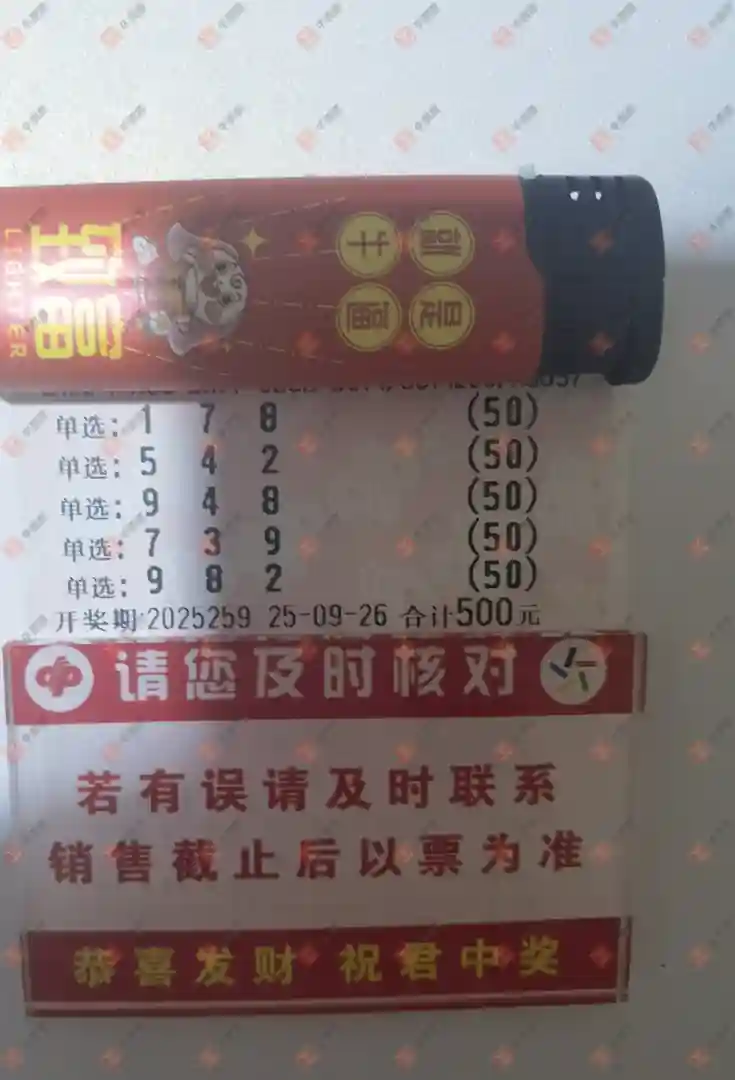 致富
LIGHTER
单选：1 7 8 (50)
单选：5 4 2 (50)
单选：9 4 8 (50)
单选：7 3 9 (50)
单选：9 8 2 (50)
开奖期:2025259 25-09-26 合计500元
请您及时核对
若有误请及时联系
销售截止后以票为准
恭喜发财 祝君中奖